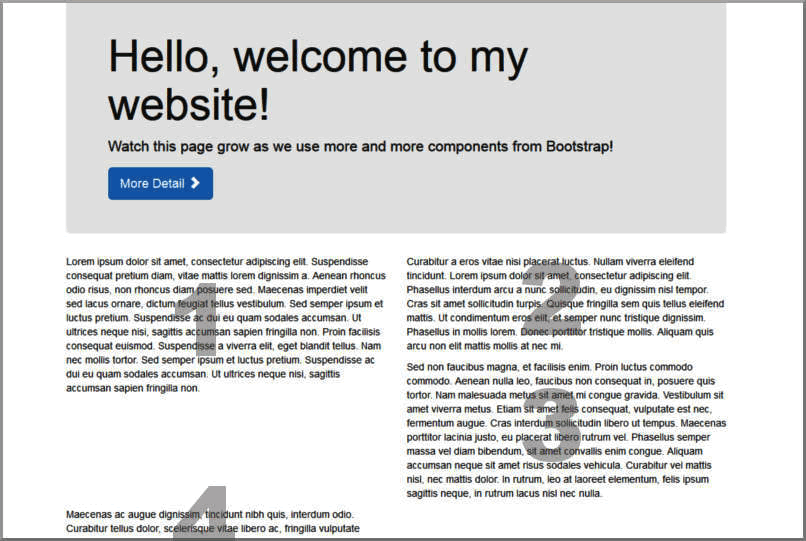 Hello, welcome to my
website!
Watch this page grow as we use more and more components from Bootstrap!
More Detail
Lorem ipsum dolor sit amet, consectetur adipiscing elit. Suspendisse
consequat pretium diam, vitae mattis lorem dignissim a. Aenean rhoncus
odio risus, non rhoncus diam posuere sed. Maecenas imperdiet velit
sed lacus ornare, dictum feugiat tellus vestibulum. Sed semper ipsum et
luctus pretium. Suspendisse ac dui eu quam sodales accumsan. Ut
ultrices neque nisi, sagittis accumsan sapien fringilla non. Proin facilisis
consequat euismod. Suspendisse a viverra elit, eget blandit tellus. Nam
nec mollis tortor. Sed semper ipsum et luctus pretium. Suspendisse ac
dui eu quam sodales accumsan. Ut ultrices neque nisi, sagittis
accumsan sapien fringilla non.
1
Curabitur a eros vitae nisi placerat luctus. Nullam viverra eleifend
tincidunt. Lorem ipsum dolor sit amet, consectetur adipiscing elit.
Phasellus interdum arcu a nunc sollicitudin, eu dignissim nisl tempor.
Cras sit amet sollicitudin turpis. Quisque fringilla sem quis tellus eleifend
mattis. Ut condimentum eros elit, et semper nunc tristique dignissim.
Phasellus in mollis lorem. Donec porttitor tristique mollis. Aliquam quis
arcu non elit mattis mollis at nec mi.
2
Sed non faucibus magna, et facilisis enim. Proin luctus commodo
commodo. Aenean nulla leo, faucibus non consequat in, posuere quis
tortor. Nam malesuada metus sit amet mi congue gravida. Vestibulum sit
amet viverra metus. Etiam sit amet felis consequat, vulputate est nec,
fermentum augue. Cras interdum sollicitudin libero ut tempus. Maecenas
porttitor lacinia justo, eu placerat libero rutrum vel. Phasellus semper
massa vel diam bibendum, sit amet convallis enim congue. Aliquam
accumsan neque sit amet risus sodales vehicula. Curabitur vel mattis
nisl, nec mattis dolor. In rutrum, leo at laoreet elementum, felis ipsum
sagittis neque, in rutrum lacus nisl nec nulla.
3
Maecenas ac augue dignissim, tincidunt nibh quis, interdum odio.
Curabitur tellus dolor, scelerisque vitae libero ac, fringilla vulputate
4